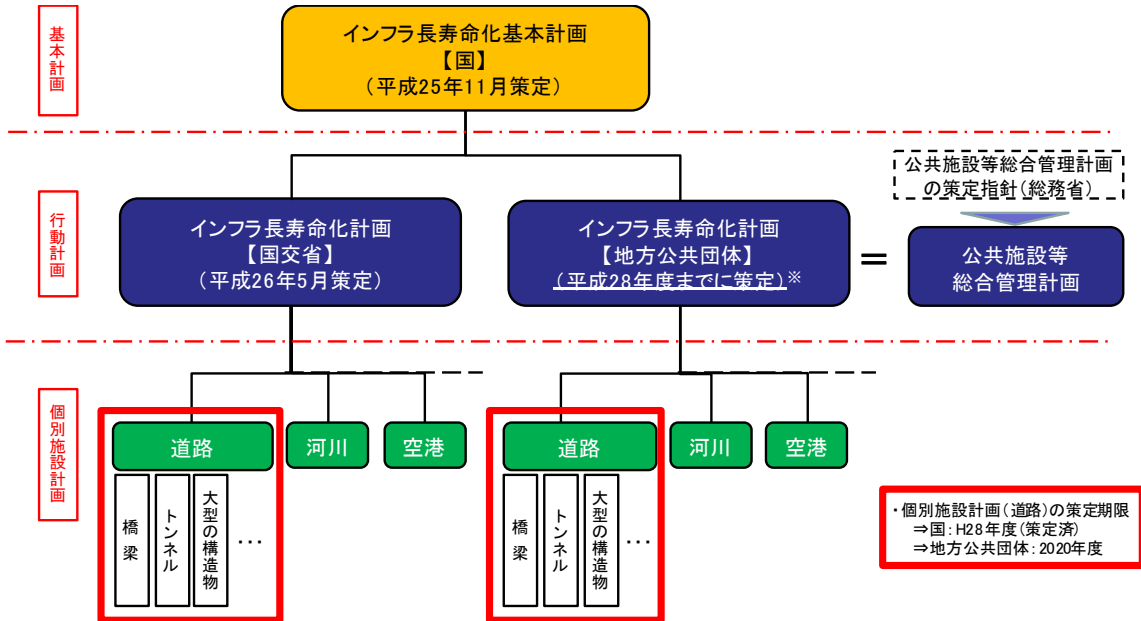 基本計画
インフラ長寿命化基本計画
【国】
（平成25年11月策定）
行動計画
インフラ長寿命化計画
【国交省】
（平成26年5月策定）
インフラ長寿命化計画
【地方公共団体】
（平成28年度までに策定）※
＝
公共施設等総合管理計画
の策定指針（総務省）
公共施設等
総合管理計画
個別施設計画
道路
河川
空港
橋梁
トンネル
大型の構造物
…
道路
河川
空港
橋梁
トンネル
大型の構造物
…
・個別施設計画（道路）の策定期限
⇒国：H28年度（策定済）
⇒地方公共団体：2020年度